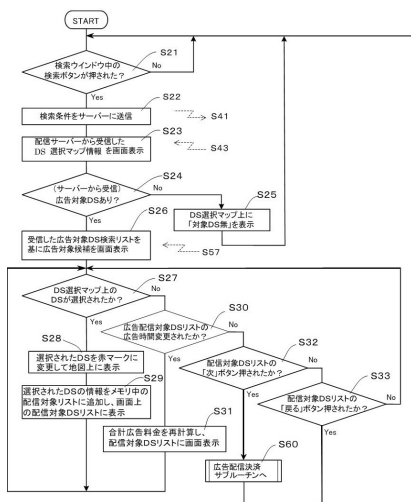 START
S21
検索ウインドウ中の
検索ボタンが押された？
No
Yes
S22
検索条件をサーバーに送信
S41
S23
配信サーバーから受信した
DS 選択マップ情報 を画面表示
S43
S24
（サーバーから受信）
広告対象DSあり？
No
Yes
S25
DS選択マップ上に
「対象DS無」を表示
S26
受信した広告対象DS検索リストを
基に広告対象候補を画面表示
S57
S27
DS選択マップ上の
DSが選択されたか？
No
Yes
S30
広告配信対象DSリストの
広告時間変更されたか？
No
Yes
S28
選択されたDSを赤マークに
変更して地図上に表示
S32
配信対象DSリストの
「次」ボタン押されたか？
No
Yes
S29
選択されたDSの情報をメモリ中の
配信対象リストに追加し、画面上
の配信対象DSリストに表示
S33
配信対象DSリストの
「戻る」ボタン押されたか？
No
Yes
S31
合計広告料金を再計算し、
配信対象DSリストに画面表示
S60
広告配信決済
サブルーチンへ